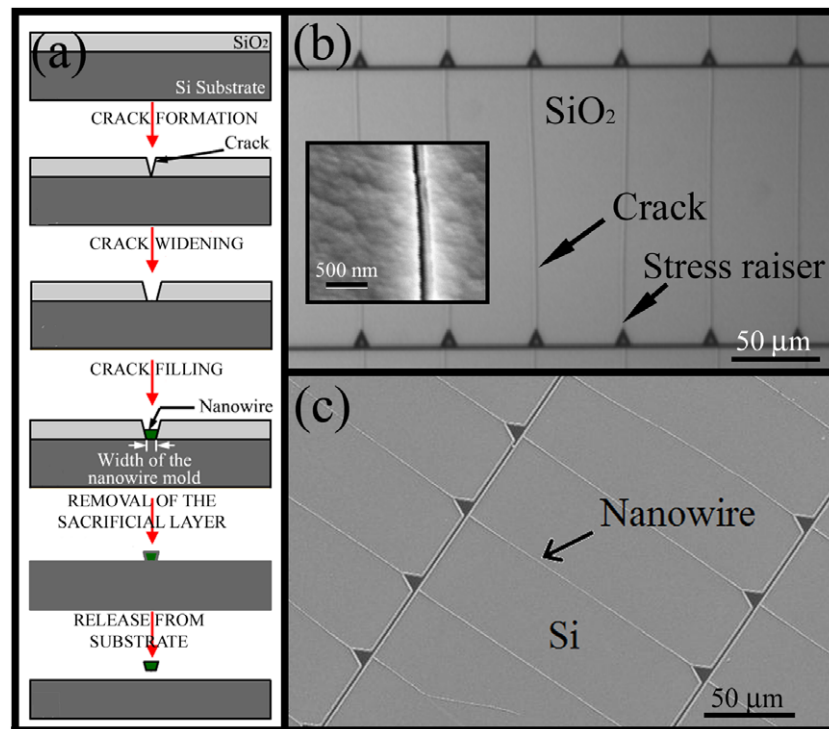 (a)
SiO₂
Si Substrate
CRACK FORMATION
Crack
CRACK WIDENING
CRACK FILLING
Nanowire
Width of the
nanowire mold
REMOVAL OF THE
SACRIFICIAL LAYER
RELEASE FROM
SUBSTRATE
(b)
SiO₂
Crack
500 nm
Stress raiser
50 µm
(c)
Nanowire
Si
50 µm